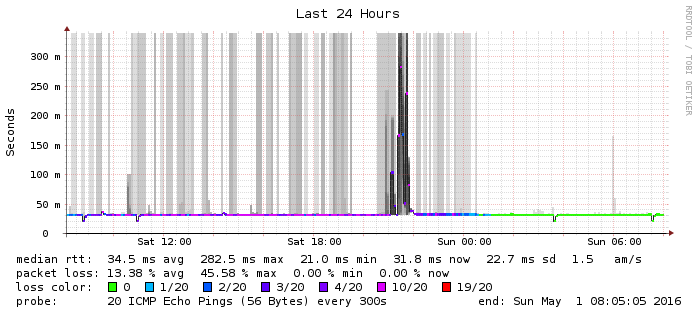 Last 24 Hours
RRDTOOL / TOBI OETIKER
Seconds
300 m
250 m
200 m
150 m
100 m
50 m
0
Sat 12:00 Sat 18:00 Sun 00:00 Sun 06:00
median rtt: 34.5 ms avg 282.5 ms max 21.0 ms min 31.8 ms now 22.7 ms sd 1.5 am/s
packet loss: 13.38 % avg 45.58 % max 0.00 % min 0.00 % now
loss color: 0 1/20 2/20 3/20 4/20 10/20 19/20
probe: 20 ICMP Echo Pings (56 Bytes) every 300s end: Sun May 1 08:05:05 2016